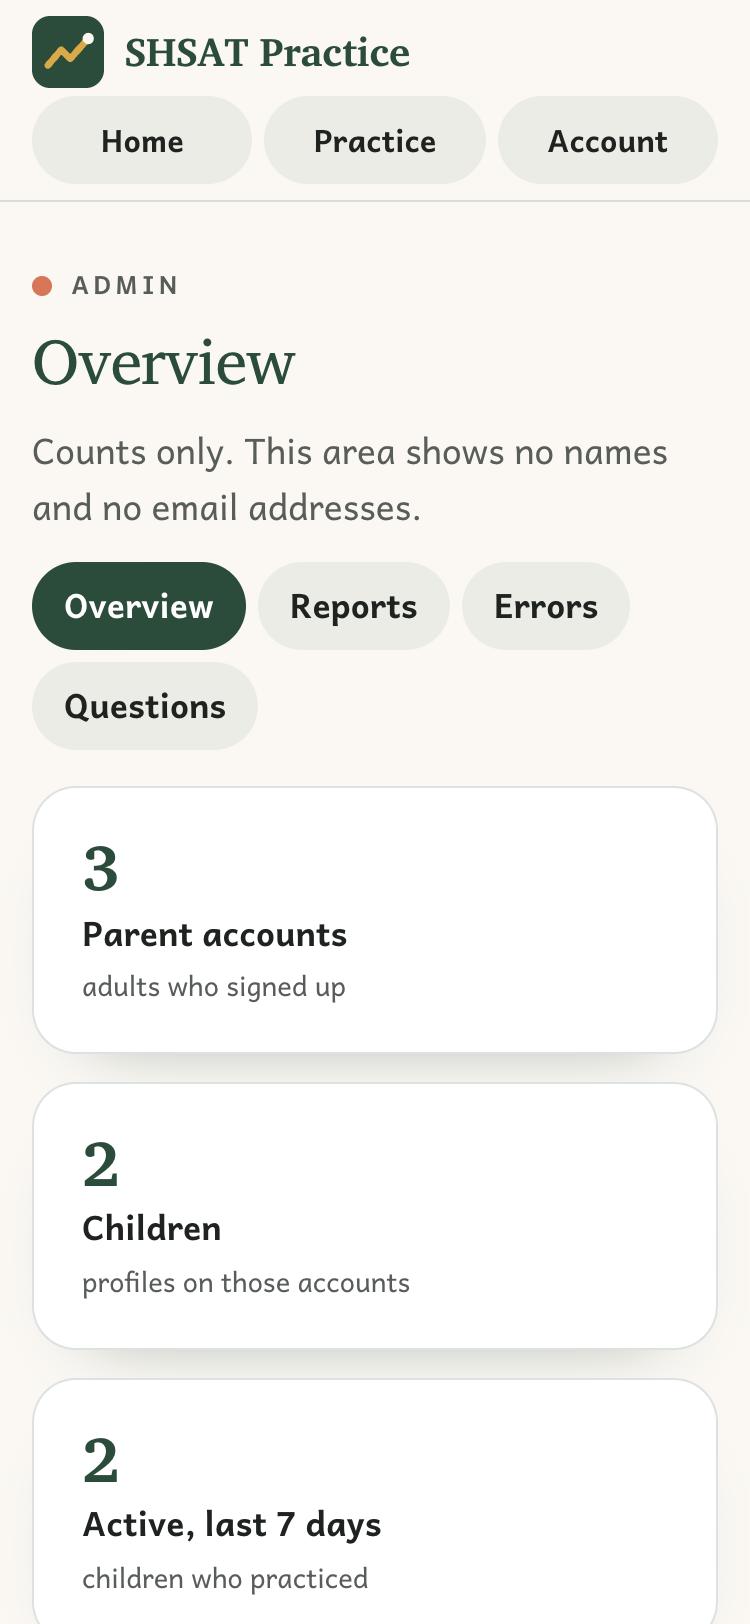 SHSAT Practice
Home Practice Account
ADMIN
Overview
Counts only. This area shows no names
and no email addresses.
Overview Reports Errors
Questions
3
Parent accounts
adults who signed up
2
Children
profiles on those accounts
2
Active, last 7 days
children who practiced